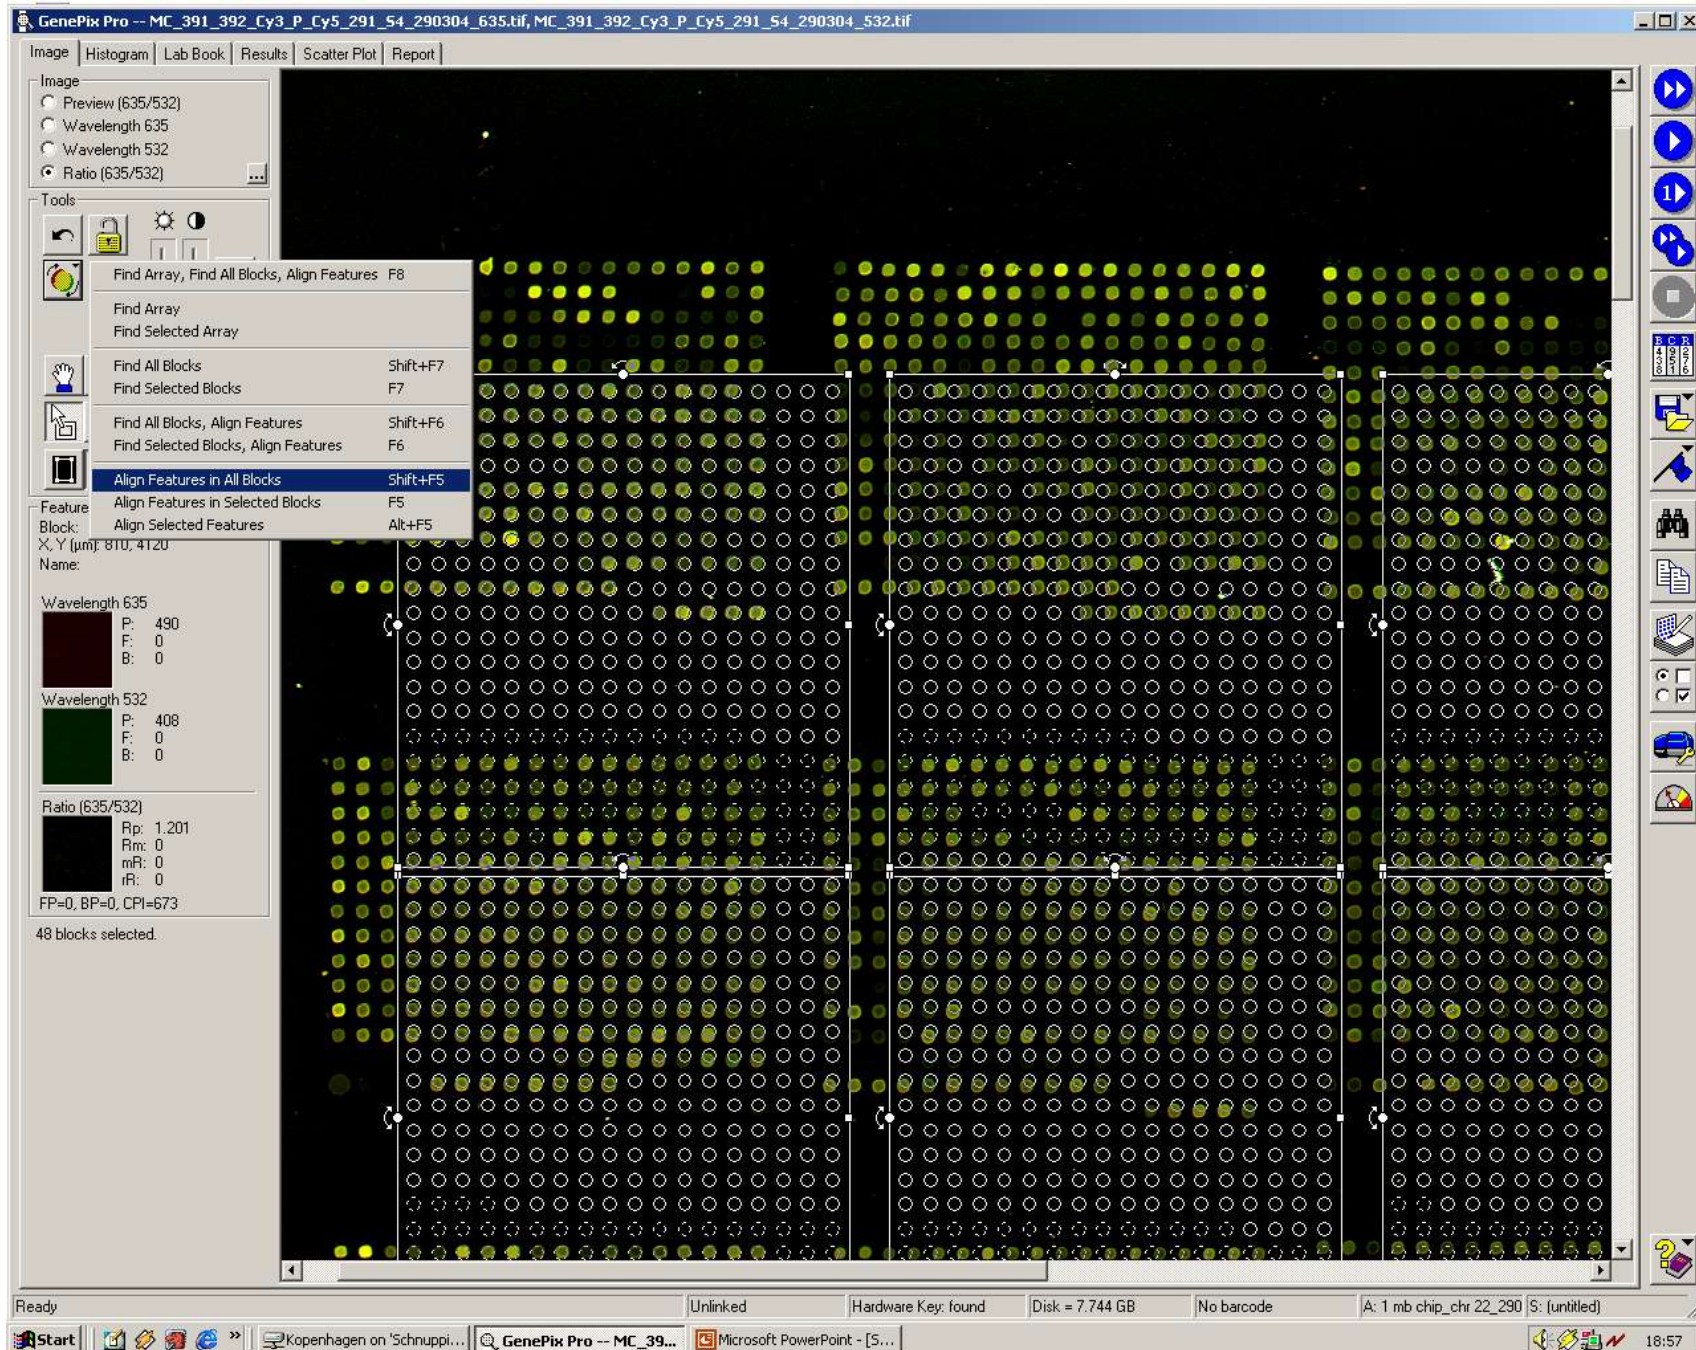 GenePix Pro -- MC_391_392_Cy3_P_Cy5_291_54_290304_635.tif, MC_391_392_Cy3_P_Cy5_291_54_290304_532.tif
Image Histogram Lab Book Results Scatter Plot Report
Image
Preview (635/532)
Wavelength 635
Wavelength 532
Ratio (635/532) ...
Tools
Find Array, Find All Blocks, Align Features F8
Find Array
Find Selected Array
Find All Blocks Shift+F7
Find Selected Blocks F7
Find All Blocks, Align Features Shift+F6
Find Selected Blocks, Align Features F6
Align Features in All Blocks Shift+F5
Align Features in Selected Blocks F5
Align Selected Features Alt+F5
Feature
Block:
X, Y (µm): 810, 4120
Name:
Wavelength 635
P: 490
F: 0
B: 0
Wavelength 532
P: 408
F: 0
B: 0
Ratio (635/532)
Rp: 1.201
Rm: 0
mR: 0
rR: 0
FP=0, BP=0, CPI=673
48 blocks selected.
Ready Unlinked Hardware Key: found Disk = 7.744 GB No barcode A: 1 mb chip_chr 22_290 S: (untitled)
Start » Kopenhagen on 'Schnuppi... GenePix Pro -- MC_39... Microsoft PowerPoint - [S... 18:57